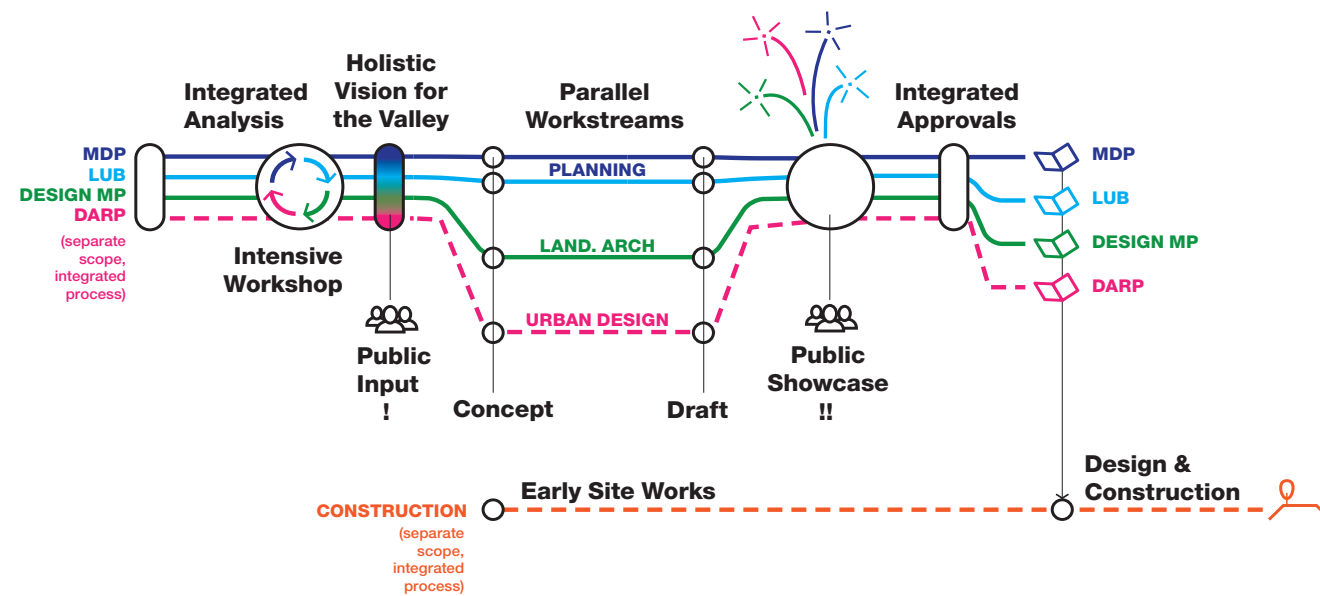 Integrated
Analysis
Holistic
Vision for
the Valley
Parallel
Workstreams
Integrated
Approvals
MDP
LUB
DESIGN MP
DARP
(separate
scope,
integrated
process)
Intensive
Workshop
PLANNING
LAND. ARCH
URBAN DESIGN
MDP
LUB
DESIGN MP
DARP
Public
Input
!
Concept
Draft
Public
Showcase
!!
Design &
Construction
Early Site Works
CONSTRUCTION
(separate
scope,
integrated
process)